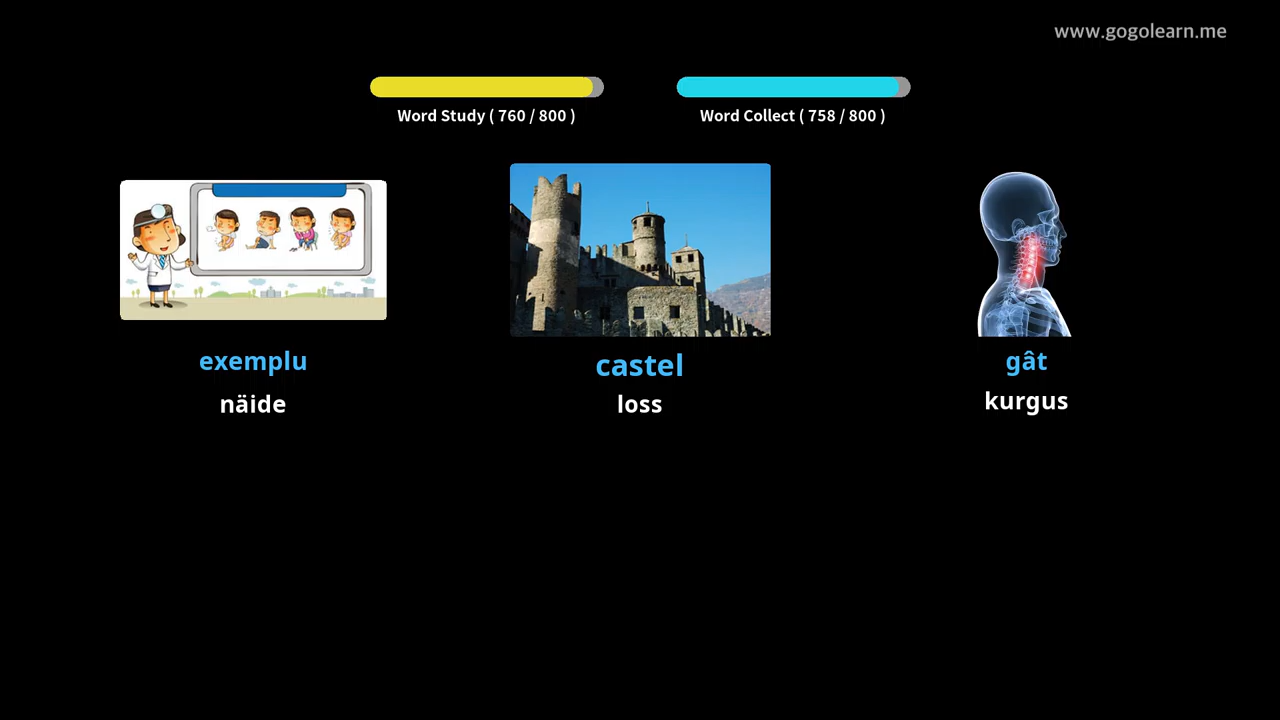 www.gogolearn.me
Word Study ( 760 / 800 )
Word Collect ( 758 / 800 )
exemplu
castel
gât
näide
loss
kurgus